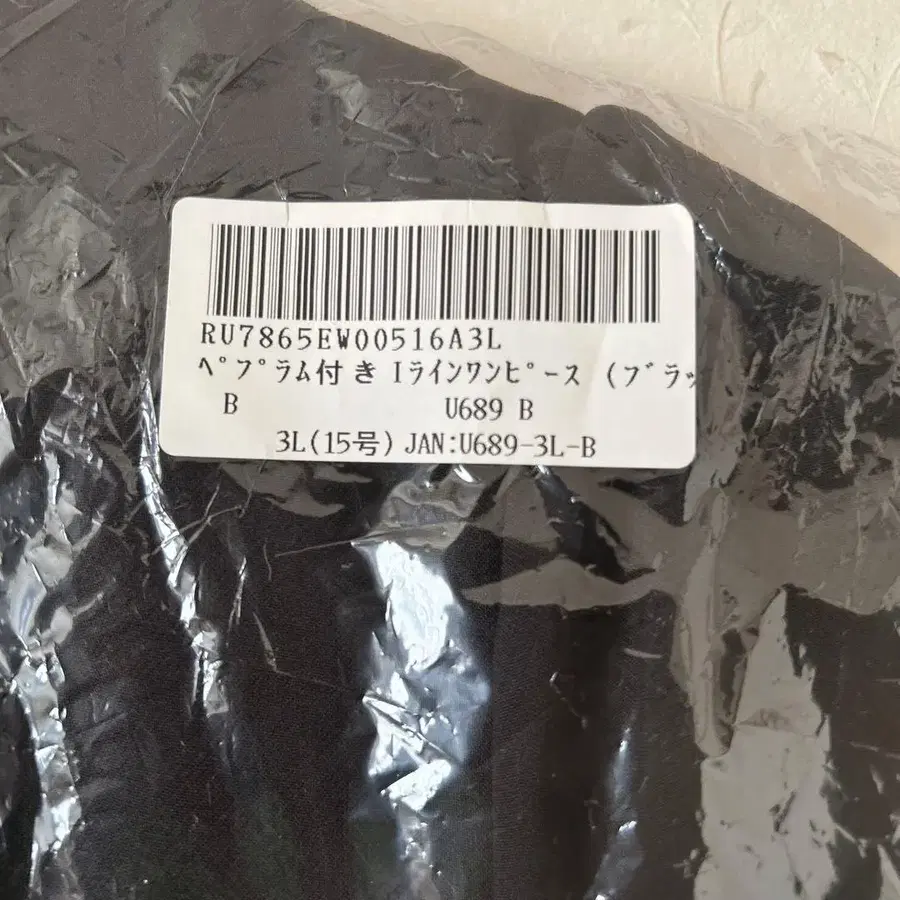 RU7865EW00516A3L
ﾍﾟﾌﾟﾗﾑ付き Iﾗｲﾝﾜﾝﾋﾟｰｽ (ﾌﾞﾗｯ
B U689 B
3L(15号) JAN:U689-3L-B